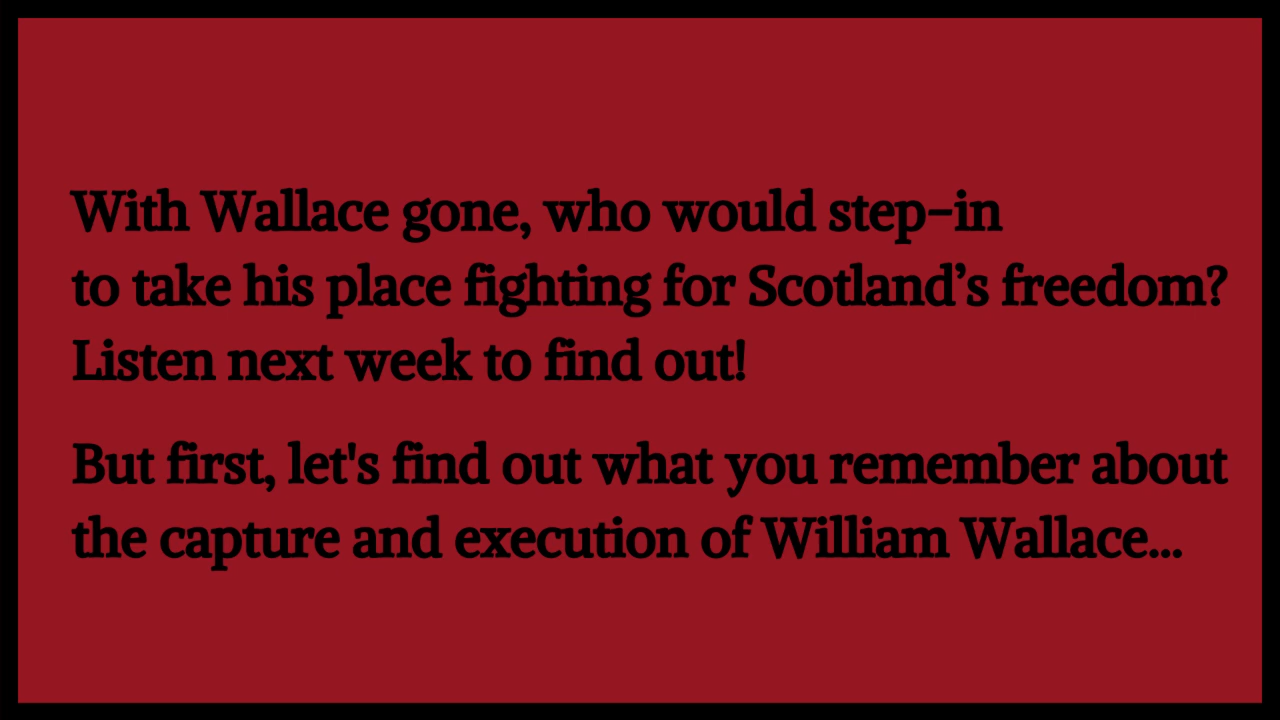 With Wallace gone, who would step-in
to take his place fighting for Scotland’s freedom?
Listen next week to find out!
But first, let's find out what you remember about
the capture and execution of William Wallace...